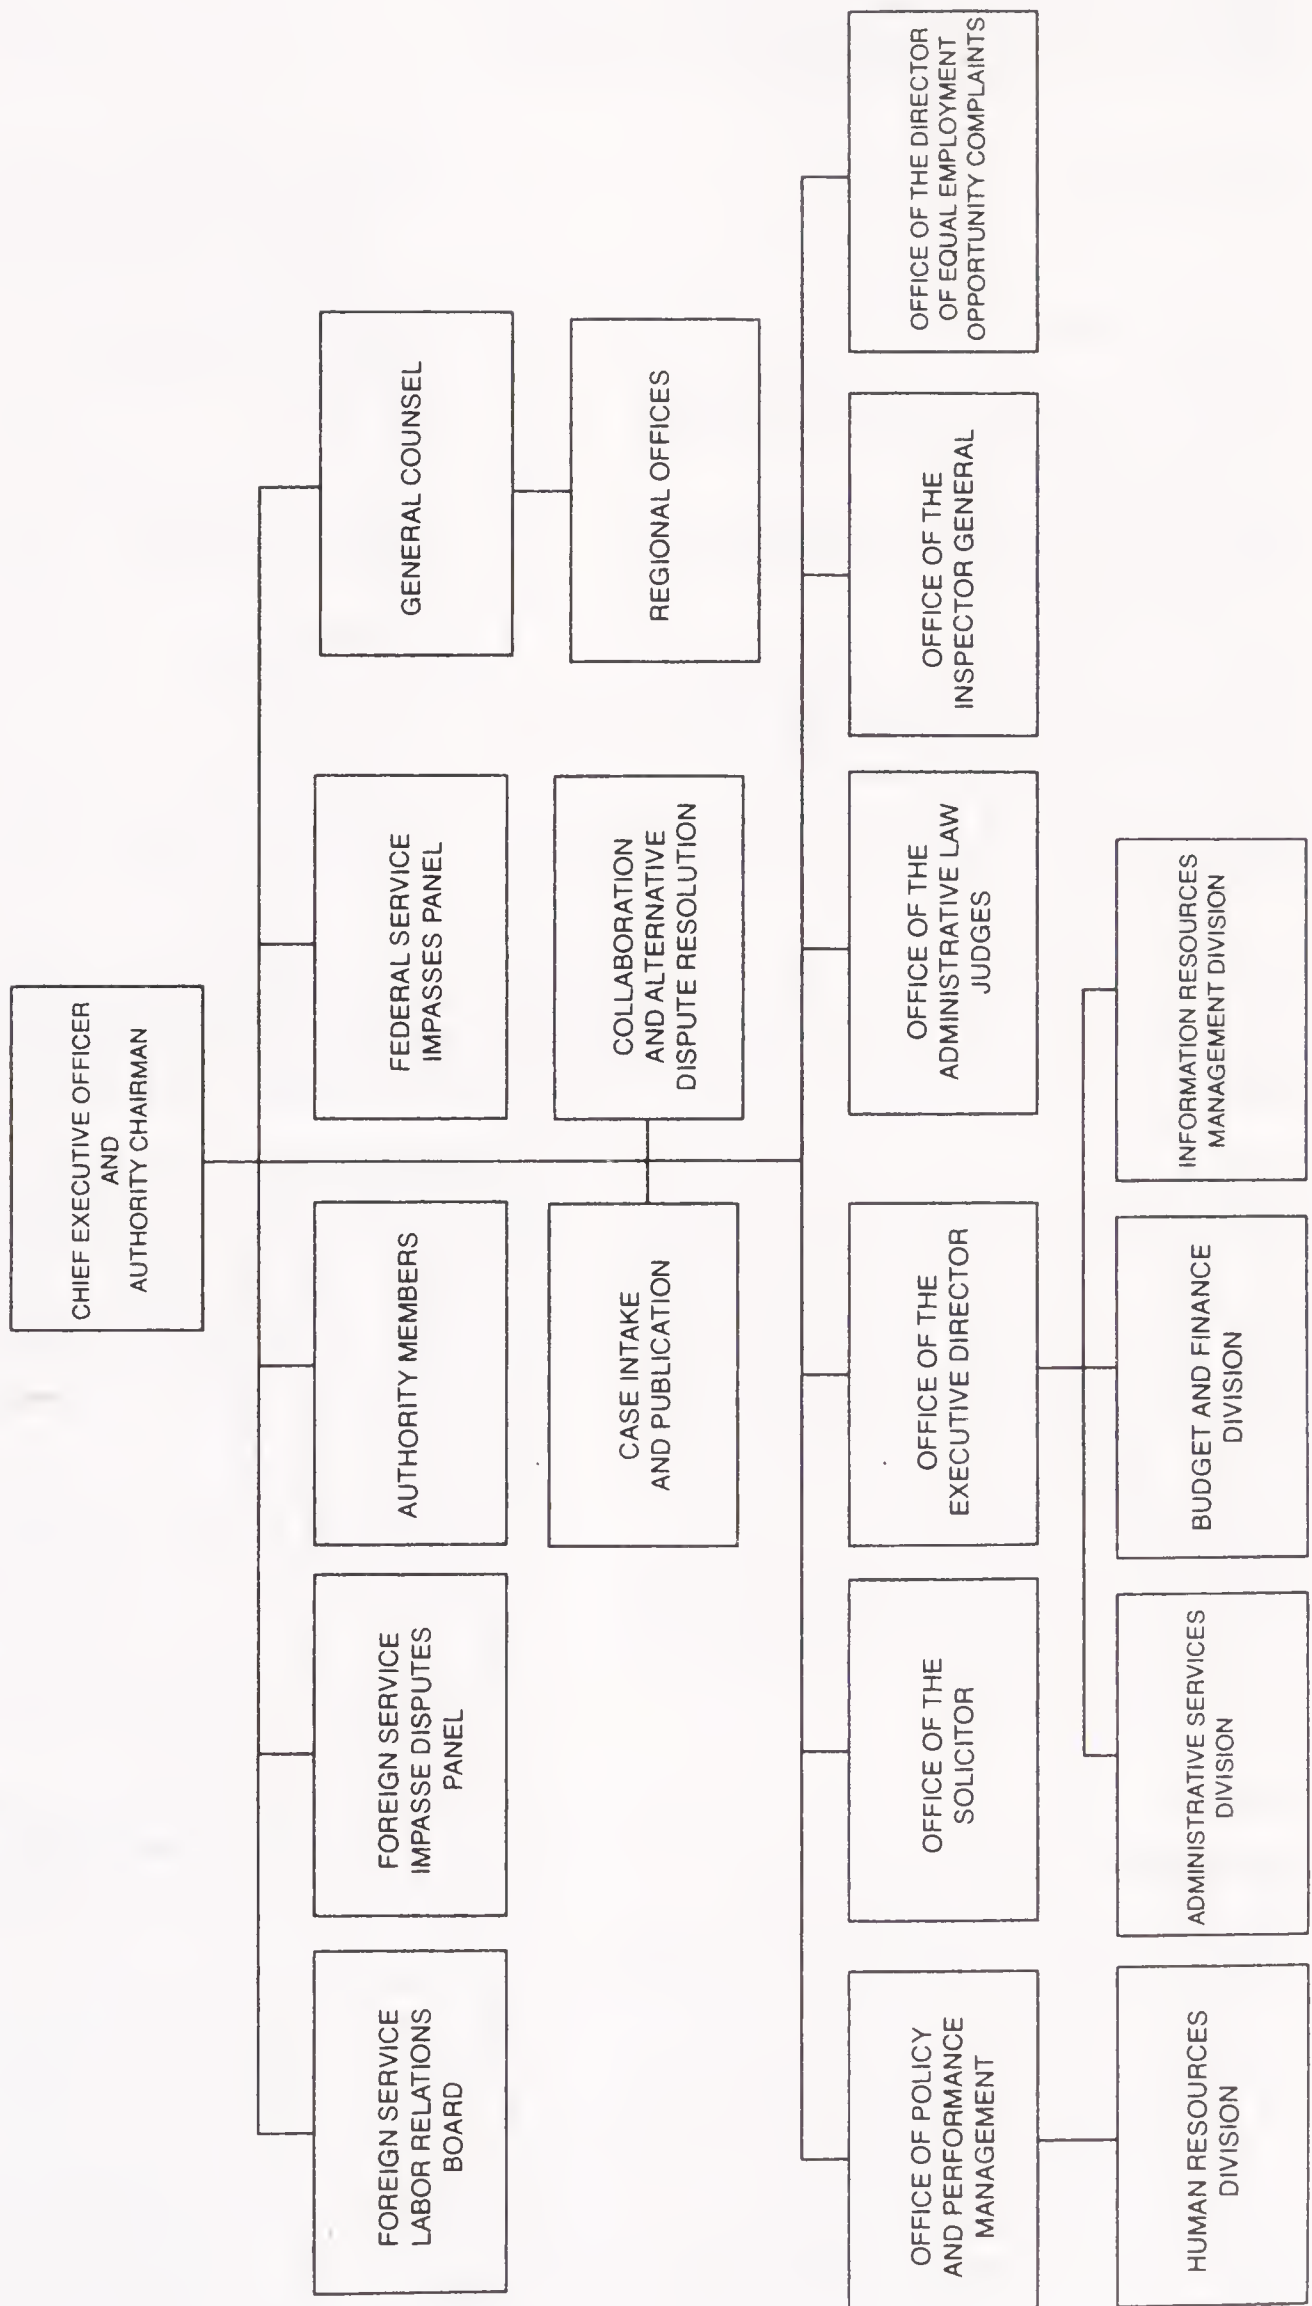 CHIEF EXECUTIVE OFFICER
AND
AUTHORITY CHAIRMAN
FOREIGN SERVICE
LABOR RELATIONS
BOARD
FOREIGN SERVICE
IMPASSE DISPUTES
PANEL
AUTHORITY MEMBERS
FEDERAL SERVICE
IMPASSES PANEL
GENERAL COUNSEL
CASE INTAKE
AND PUBLICATION
COLLABORATION
AND ALTERNATIVE
DISPUTE RESOLUTION
REGIONAL OFFICES
OFFICE OF POLICY
AND PERFORMANCE
MANAGEMENT
OFFICE OF THE
SOLICITOR
OFFICE OF THE
EXECUTIVE DIRECTOR
OFFICE OF THE
ADMINISTRATIVE LAW
JUDGES
OFFICE OF THE
INSPECTOR GENERAL
OFFICE OF THE DIRECTOR
OF EQUAL EMPLOYMENT
OPPORTUNITY COMPLAINTS
HUMAN RESOURCES
DIVISION
ADMINISTRATIVE SERVICES
DIVISION
BUDGET AND FINANCE
DIVISION
INFORMATION RESOURCES
MANAGEMENT DIVISION